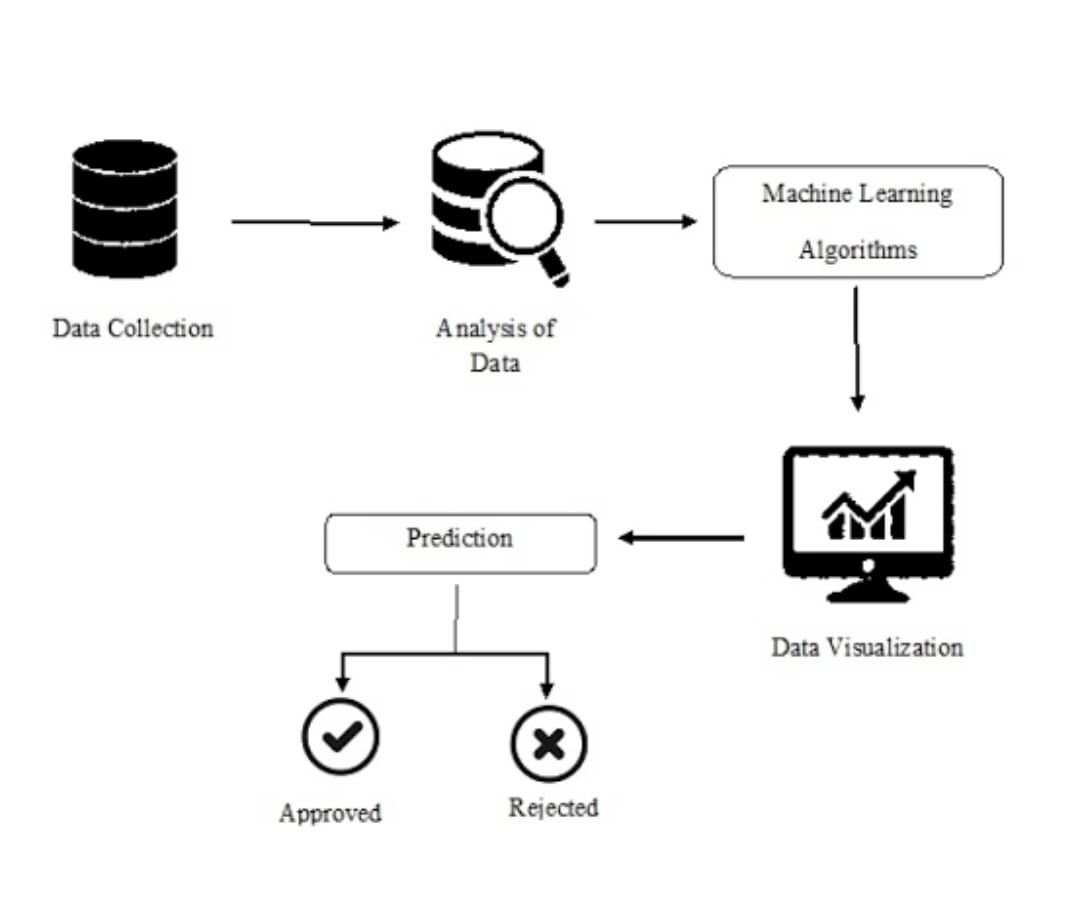 Data Collection
Analysis of
Data
Machine Learning
Algorithms
Data Visualization
Prediction
Approved
Rejected